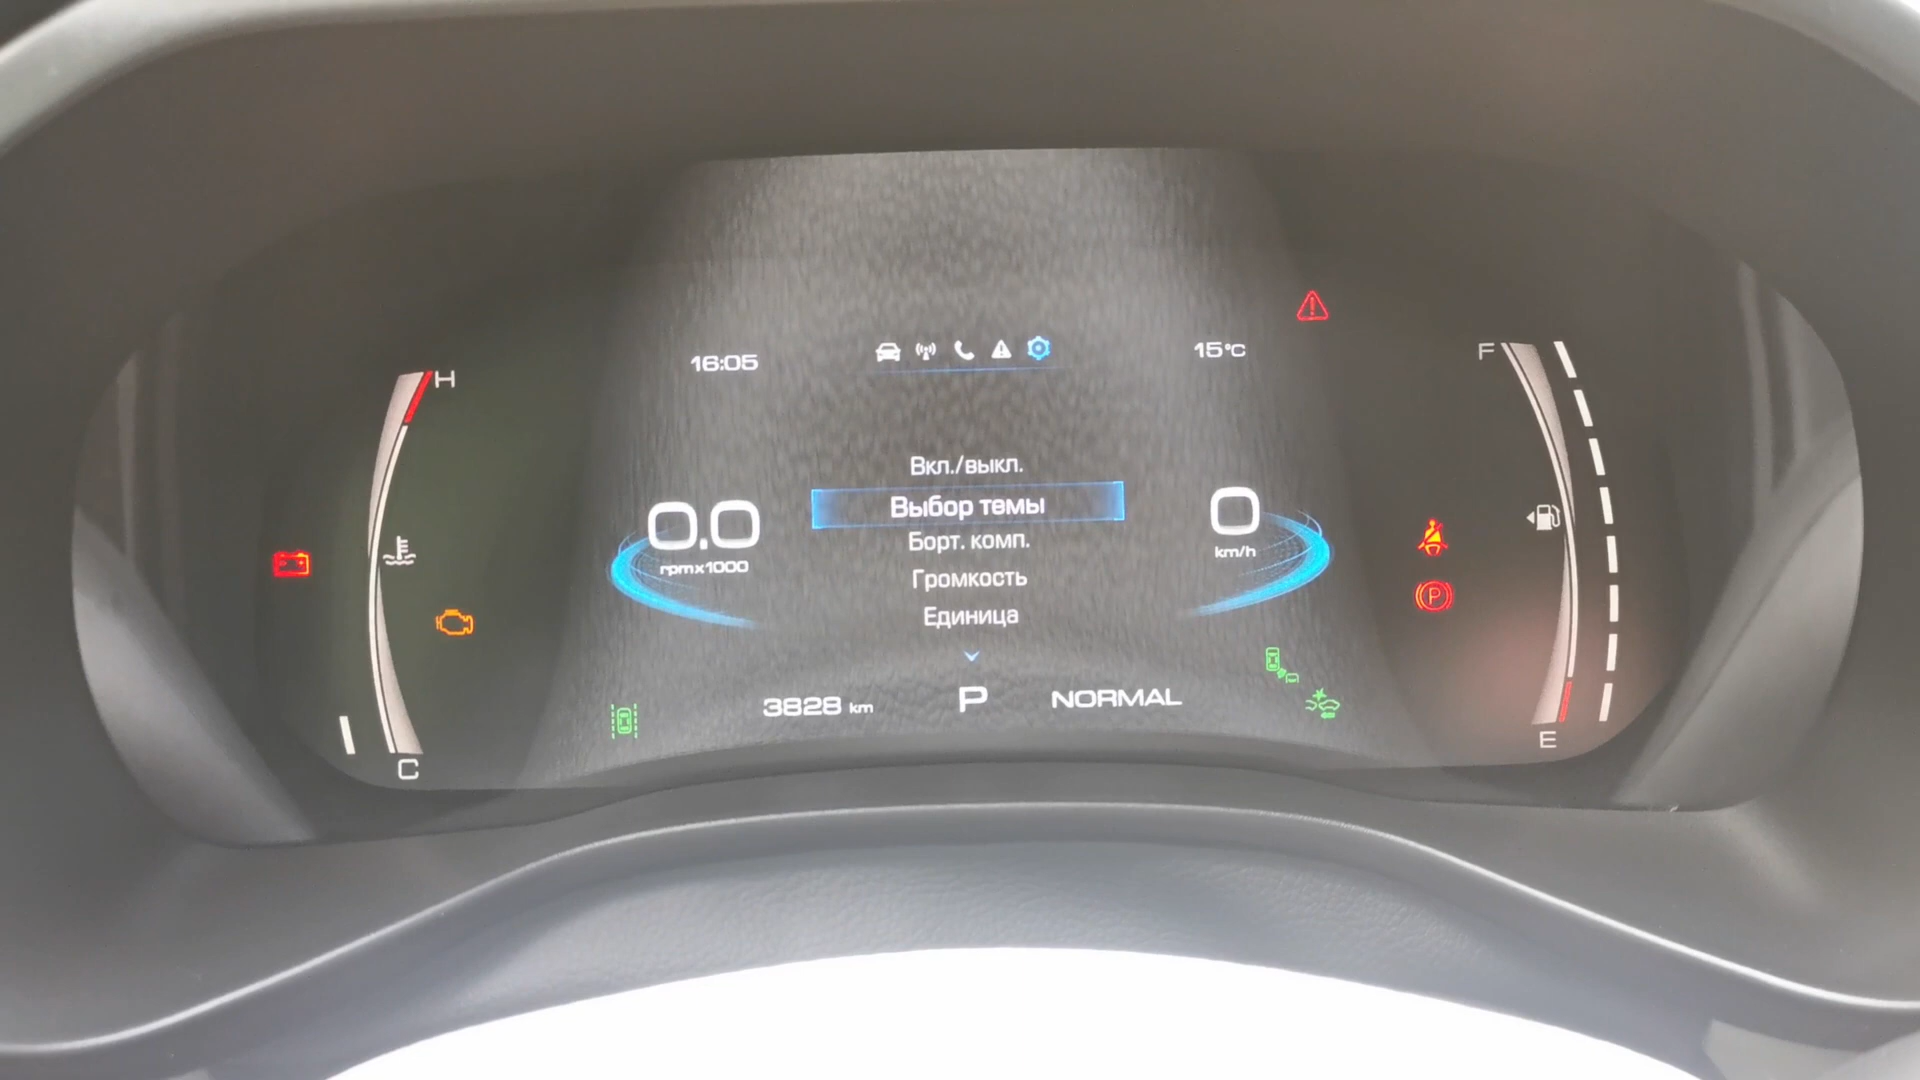 16:05
15°C
H
F
Вкл./выкл.
Выбор темы
Борт. комп.
Громкость
Единица
0.0
rpmx1000
0
km/h
P
3828 km
P
NORMAL
C
E